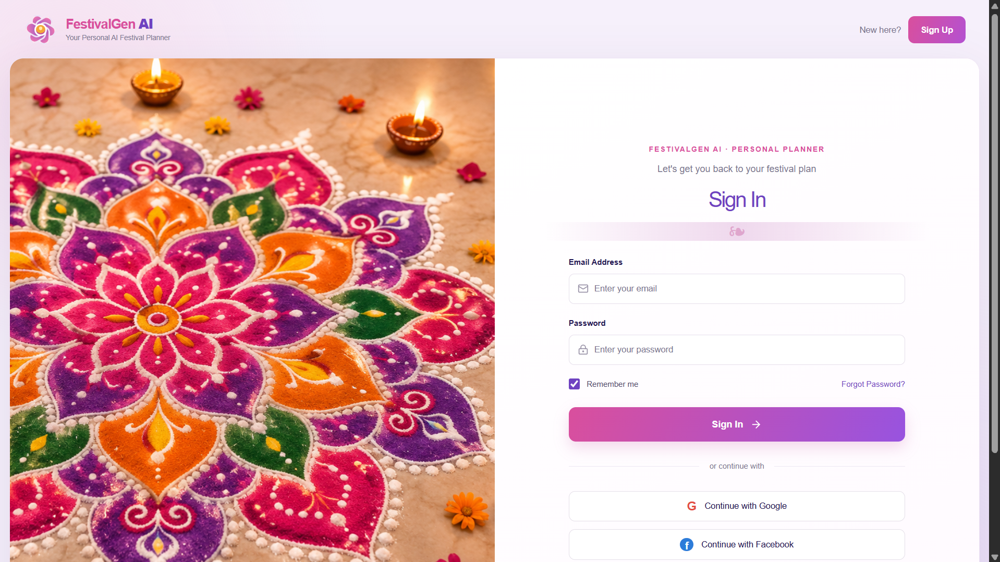 FestivalGen AI
Your Personal AI Festival Planner
New here?
Sign Up
FESTIVALGEN AI · PERSONAL PLANNER
Let's get you back to your festival plan
Sign In
Email Address
Enter your email
Password
Enter your password
Remember me
Forgot Password?
Sign In →
or continue with
G Continue with Google
f Continue with Facebook